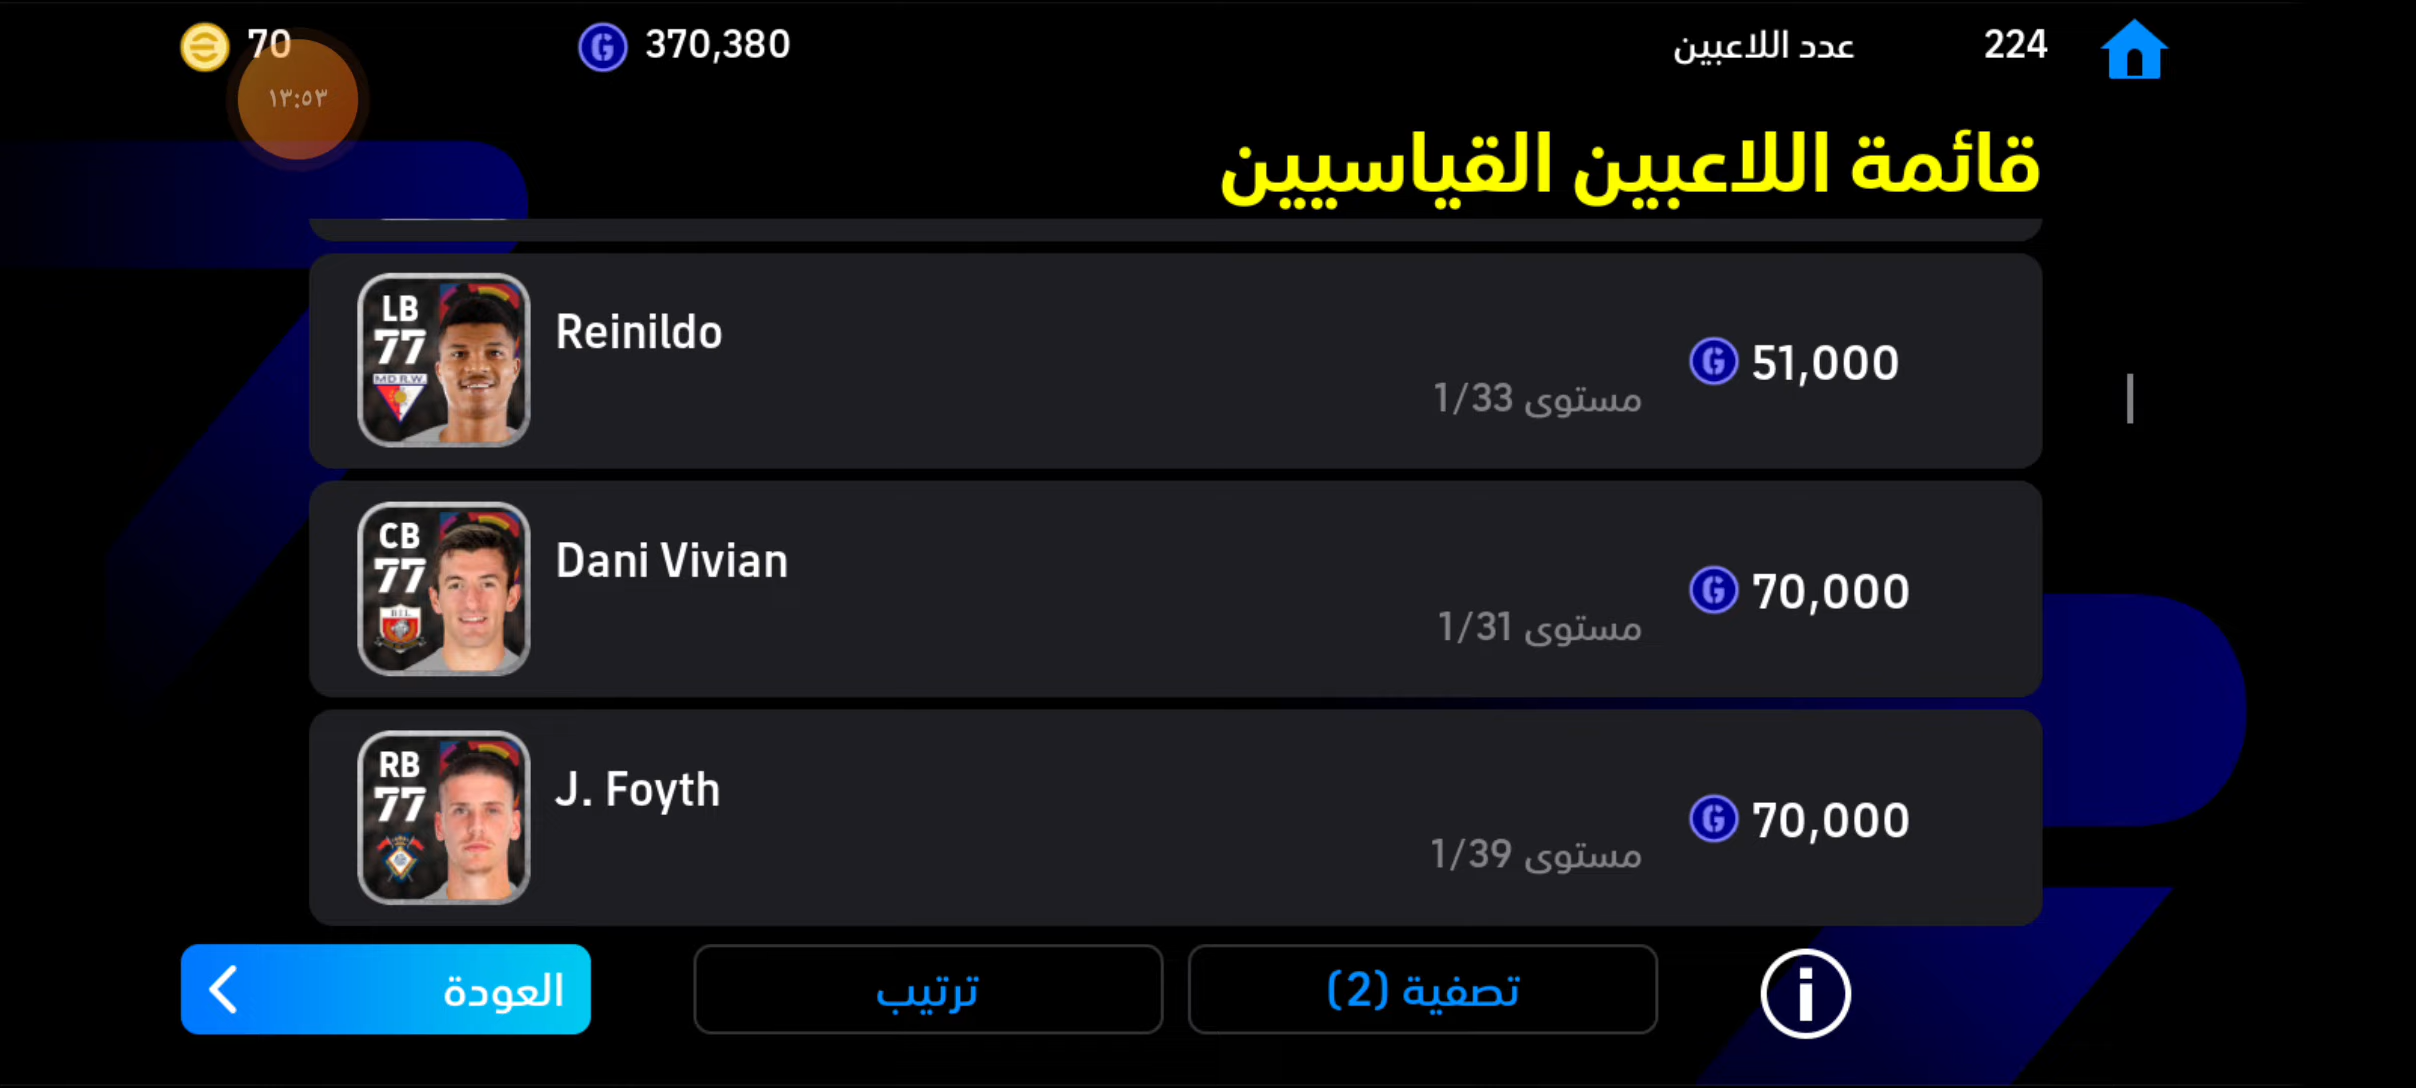 224 عدد اللاعبين 370,380 70
١٣:٥٣
قائمة اللاعبين القياسيين
LB
77
MD R.W.
Reinildo
51,000
مستوى 1/33
CB
77
BIL
Dani Vivian
70,000
مستوى 1/31
RB
77
J. Foyth
70,000
مستوى 1/39
تصفية (2)
ترتيب
العودة